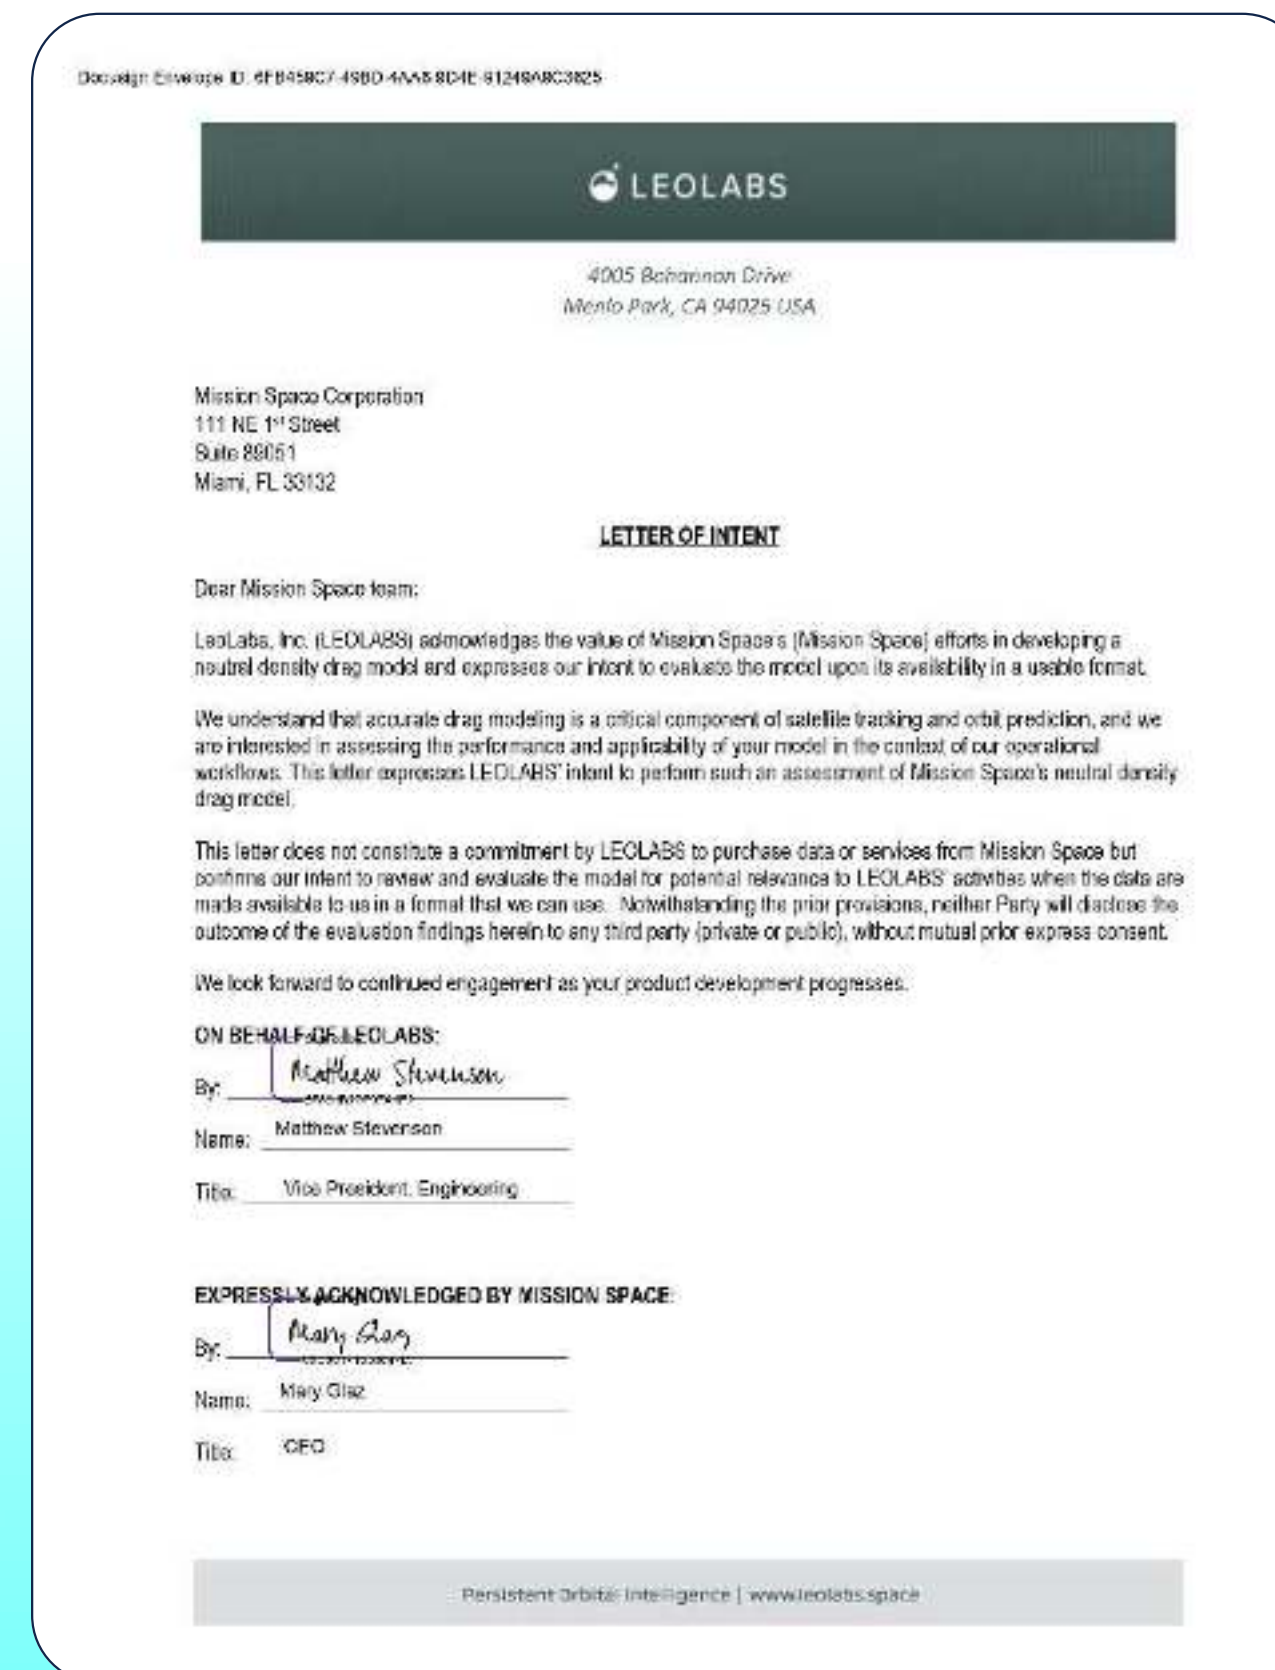 Docusign Envelope ID:
LEOLABS
4005 Bohannon Drive
Menlo Park, CA 94025 USA
Mission Space Corporation
111 NE 1st Street
Suite 89051
Miami, FL 33132
LETTER OF INTENT
Dear Mission Space team:
LeoLabs, Inc. (LEOLABS) acknowledges the value of Mission Space's (Mission Space) efforts in developing a
neutral density drag model and expresses our intent to evaluate the model upon its availability in a usable format.
We understand that accurate drag modeling is a critical component of satellite tracking and orbit prediction, and we
are interested in assessing the performance and applicability of your model in the context of our operational
workflows. This letter expresses LEOLABS' intent to perform such an assessment of Mission Space's neutral density
drag model.
This letter does not constitute a commitment by LEOLABS to purchase data or services from Mission Space but
confirms our intent to review and evaluate the model for potential relevance to LEOLABS' activities when the data are
made available to us in a format that we can use. Notwithstanding the prior provisions, neither Party will disclose the
outcome of the evaluation findings herein to any third party (private or public), without mutual prior express consent.
We look forward to continued engagement as your product development progresses.
ON BEHALF OF LEOLABS:
By: Matthew Stevenson
Name: Matthew Stevenson
Title: Vice President, Engineering
EXPRESSLY ACKNOWLEDGED BY MISSION SPACE:
By: Mary Glaz
Name: Mary Glaz
Title: CEO
Persistent Orbital Intelligence | www.leolabs.space